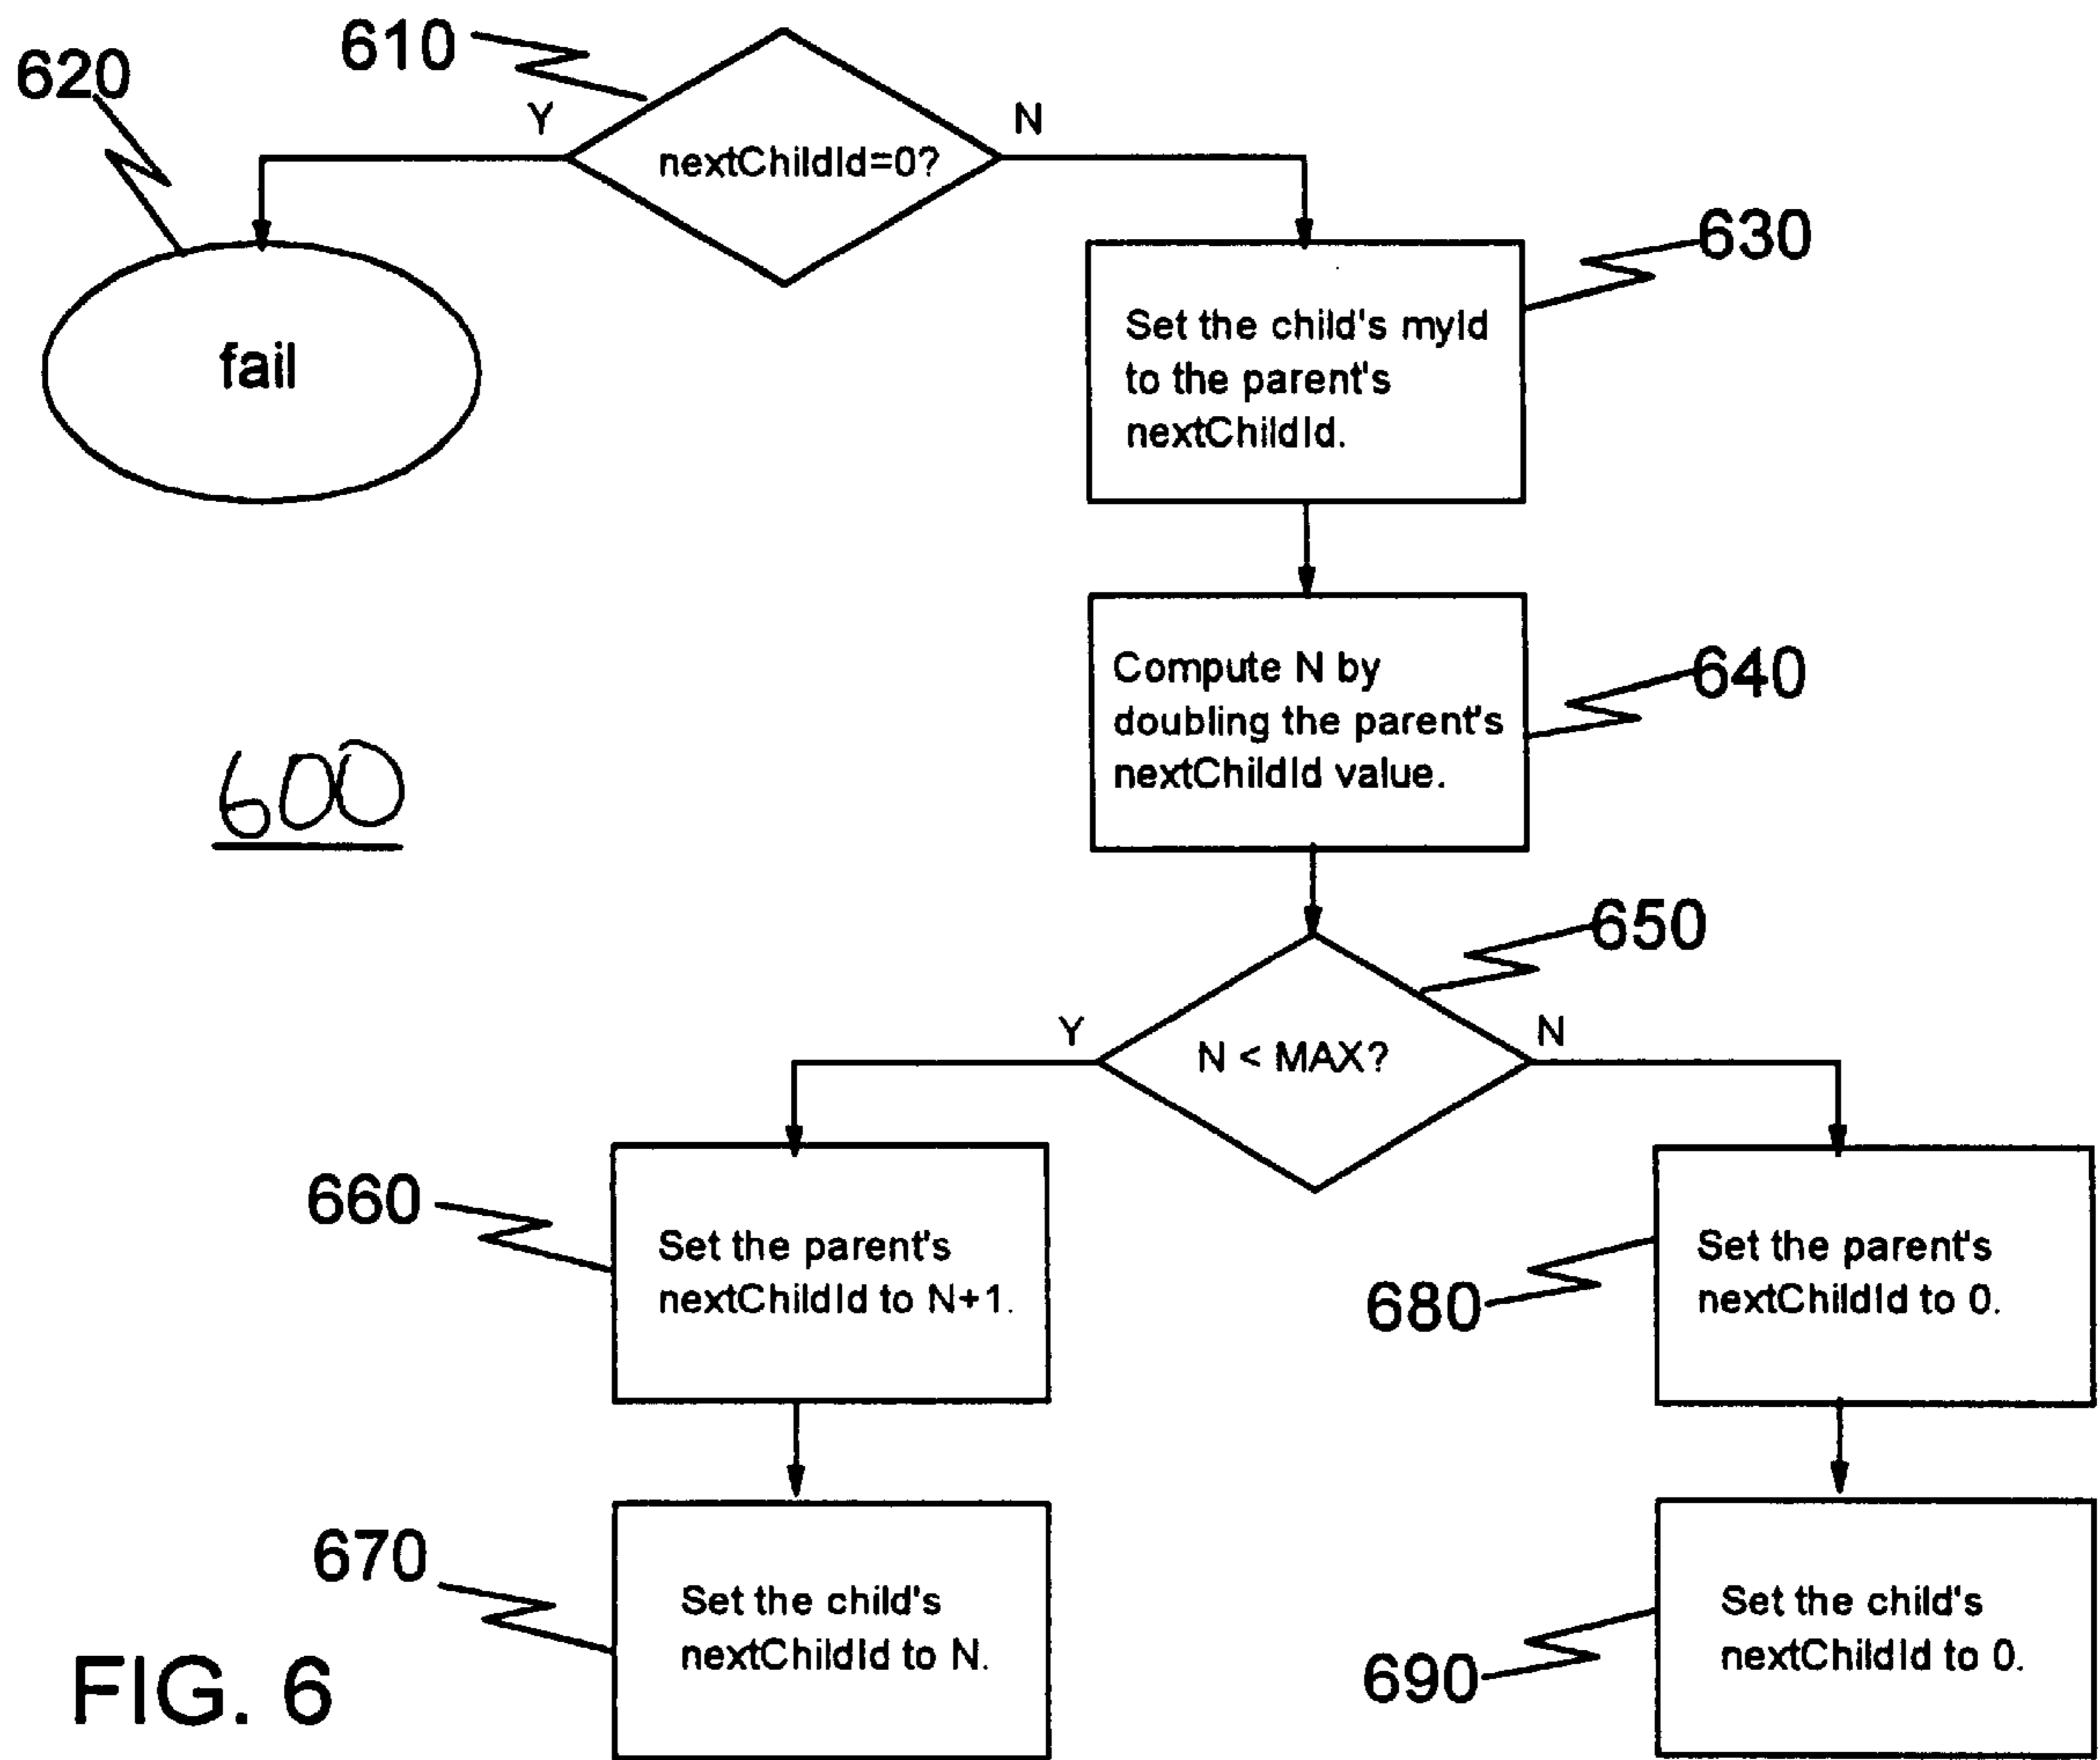 610
620
Y
N
nextChildId=0?
fail
630
Set the child's myId
to the parent's
nextChildId.
640
Compute N by
doubling the parent's
nextChildId value.
600
650
Y
N
N < MAX?
660
Set the parent's
nextChildId to N+1.
680
Set the parent's
nextChildId to 0.
670
Set the child's
nextChildId to N.
690
Set the child's
nextChildId to 0.
FIG. 6